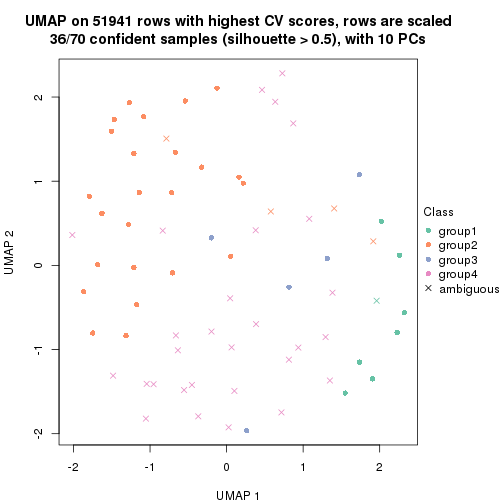 UMAP on 51941 rows with highest CV scores, rows are scaled
36/70 confident samples (silhouette > 0.5), with 10 PCs
2
1
0
-1
-2
UMAP 2
-2
-1
0
1
2
UMAP 1
Class
group1
group2
group3
group4
ambiguous